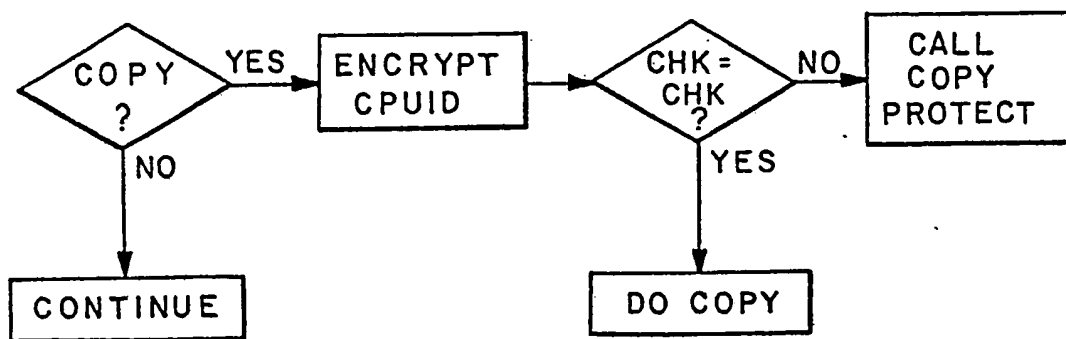 COPY
?
YES
NO
CONTINUE
ENCRYPT
CPUID
CHK=
CHK
?
NO
YES
CALL
COPY
PROTECT
DO COPY